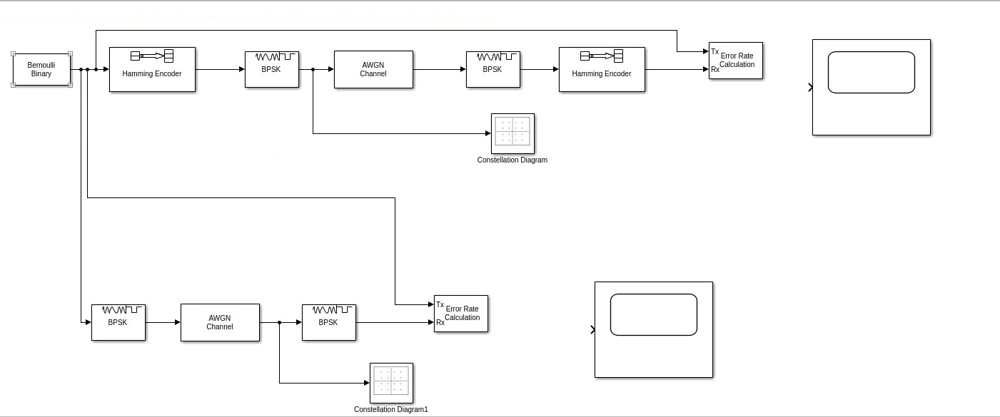 Bernoulli
Binary
Hamming Encoder
BPSK
AWGN
Channel
BPSK
Hamming Encoder
Tx
Rx
Error Rate
Calculation
Constellation Diagram
BPSK
AWGN
Channel
BPSK
Tx
Rx
Error Rate
Calculation
Constellation Diagram1